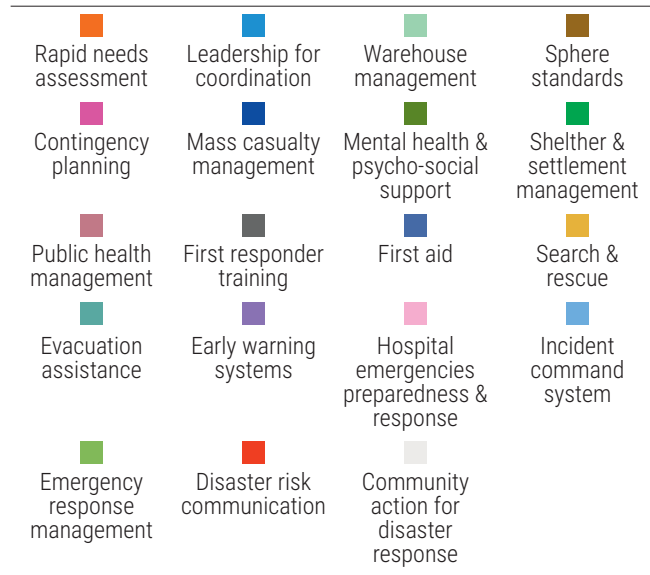 Rapid needs
assessment
Leadership for
coordination
Warehouse
management
Sphere
standards
Contingency
planning
Mass casualty
management
Mental health &
psycho-social
support
Shelther &
settlement
management
Public health
management
First responder
training
First aid
Search &
rescue
Evacuation
assistance
Early warning
systems
Hospital
emergencies
preparedness &
response
Incident
command
system
Emergency
response
management
Disaster risk
communication
Community
action for
disaster
response